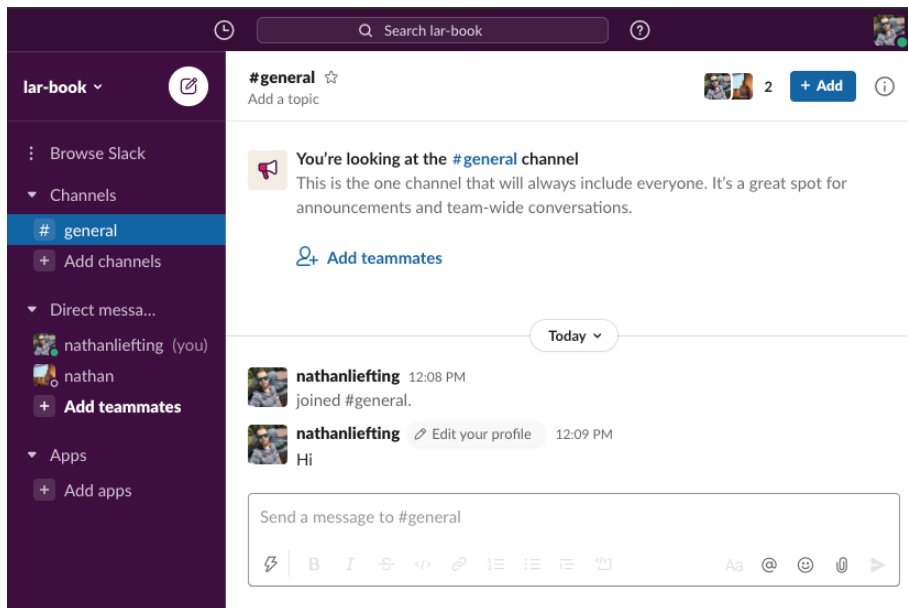 Search lar-book
lar-book
#general
Add a topic
2
+ Add
Browse Slack
Channels
# general
+ Add channels
Direct messa...
nathanliefting (you)
nathan
+ Add teammates
Apps
+ Add apps
You're looking at the #general channel
This is the one channel that will always include everyone. It's a great spot for
announcements and team-wide conversations.
Add teammates
Today
nathanliefting 12:08 PM
joined #general.
nathanliefting Edit your profile 12:09 PM
Hi
Send a message to #general
B I S </> Aa @